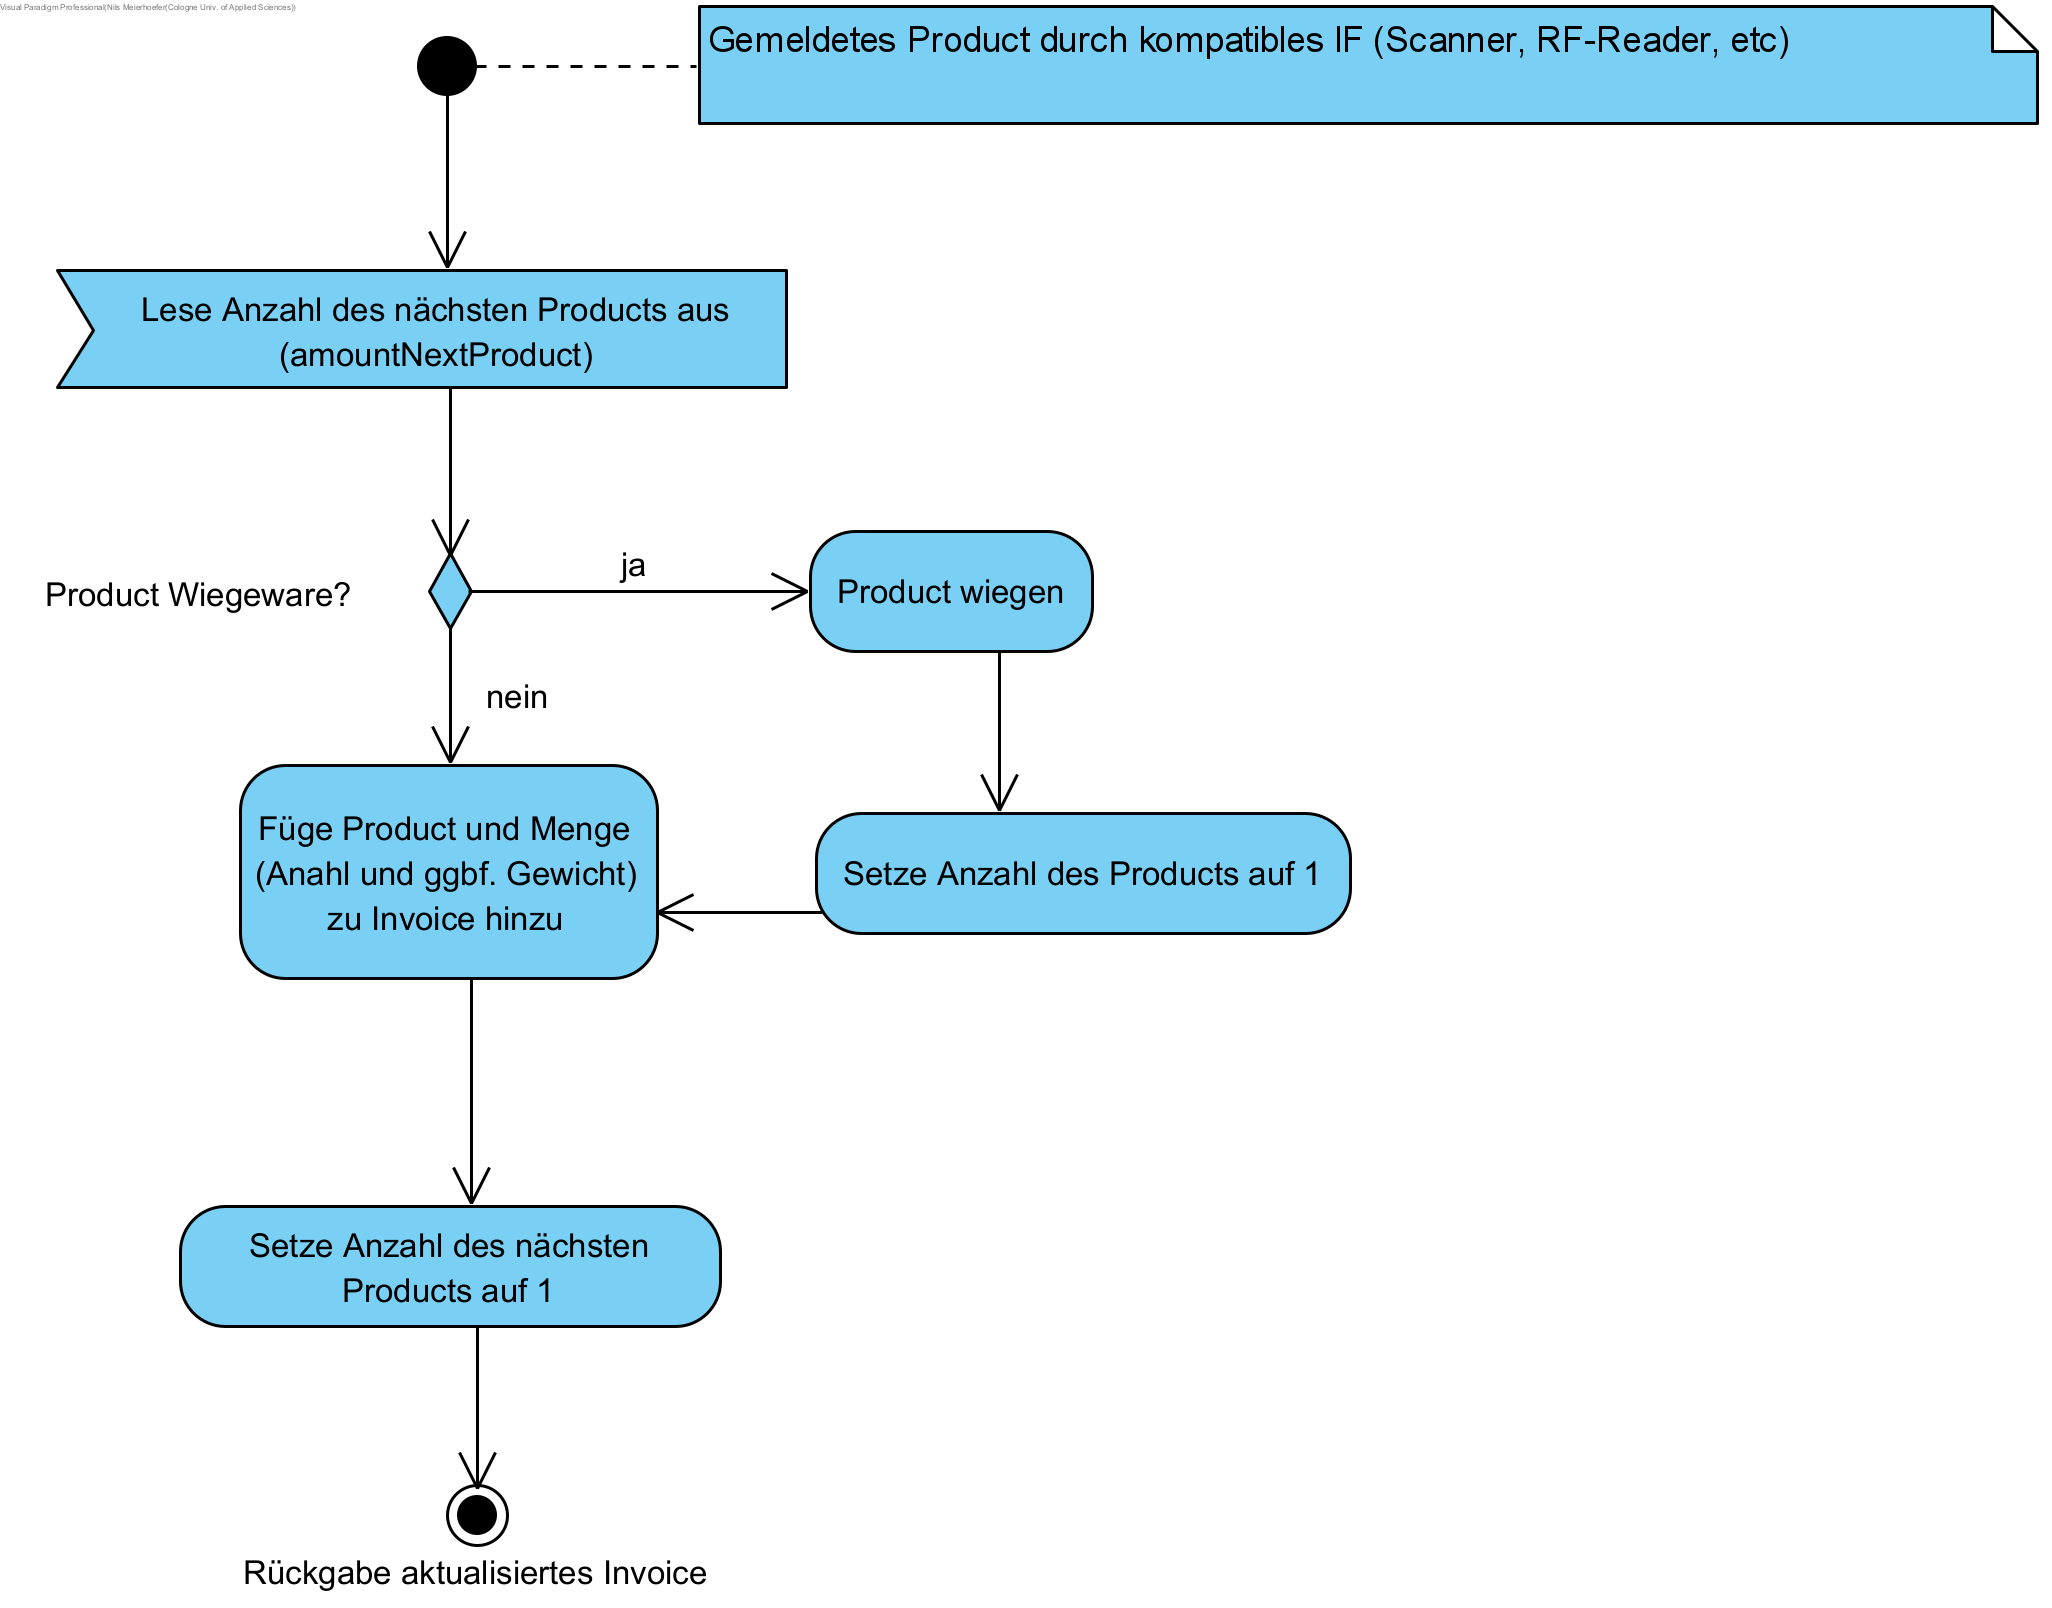 Visual Paradigm Professional(Nils Meierhoefer(Cologne Univ. of Applied Sciences))
Gemeldetes Product durch kompatibles IF (Scanner, RF-Reader, etc)
Lese Anzahl des nächsten Products aus
(amountNextProduct)
Product Wiegeware?
ja
Product wiegen
nein
Füge Product und Menge
(Anahl und ggbf. Gewicht)
zu Invoice hinzu
Setze Anzahl des Products auf 1
Setze Anzahl des nächsten
Products auf 1
Rückgabe aktualisiertes Invoice